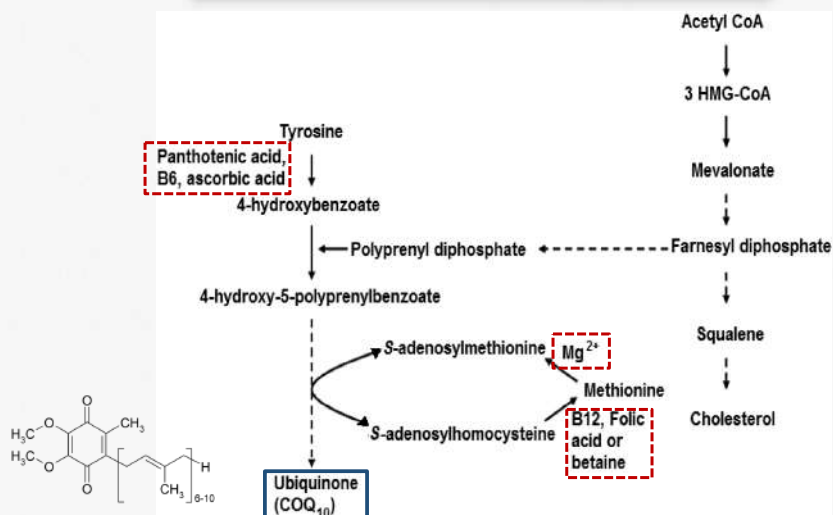 Acetyl CoA
3 HMG-CoA
Mevalonate
Farnesyl diphosphate
Squalene
Cholesterol
Tyrosine
Panthotenic acid,
B6, ascorbic acid
4-hydroxybenzoate
Polyprenyl diphosphate
4-hydroxy-5-polyprenylbenzoate
S-adenosylmethionine
Mg2+
Methionine
S-adenosylhomocysteine
B12, Folic
acid or
betaine
Ubiquinone
(COQ10)
O
H3C
O
CH3
H3C
O
O
CH3
H
6-10